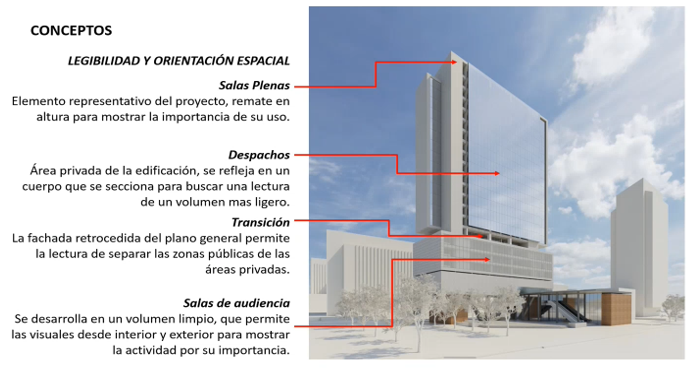 CONCEPTOS
LEGIBILIDAD Y ORIENTACIÓN ESPACIAL
Salas Plenas
Elemento representativo del proyecto, remate en
altura para mostrar la importancia de su uso.
Despachos
Área privada de la edificación, se refleja en un
cuerpo que se secciona para buscar una lectura
de un volumen mas ligero.
Transición
La fachada retrocedida del plano general permite
la lectura de separar las zonas públicas de las
áreas privadas.
Salas de audiencia
Se desarrolla en un volumen limpio, que permite
las visuales desde interior y exterior para mostrar
la actividad por su importancia.